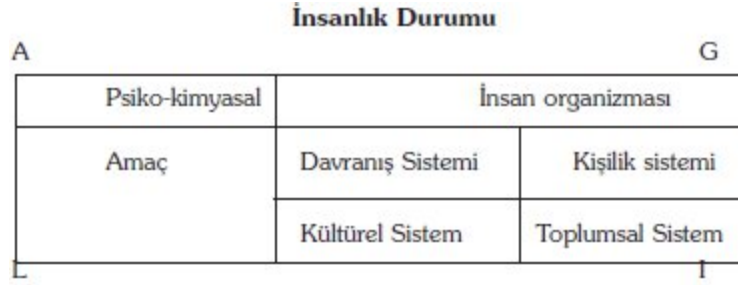 İnsanlık Durumu
A G
Psiko-kimyasal İnsan organizması
Amaç Davranış Sistemi Kişilik sistemi
Kültürel Sistem Toplumsal Sistem
L I